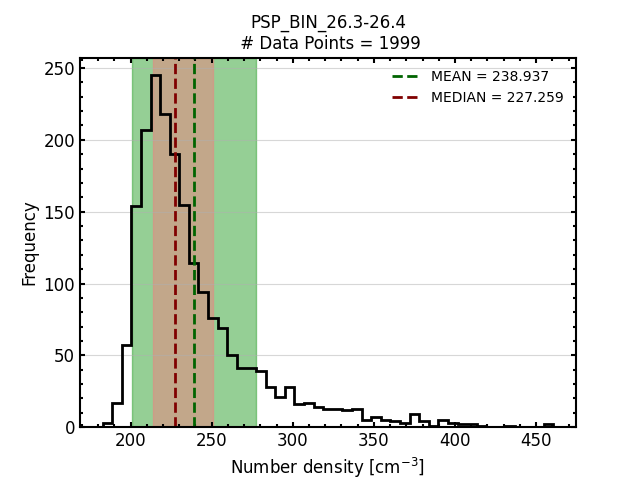 PSP_BIN_26.3-26.4
# Data Points = 1999
MEAN = 238.937
MEDIAN = 227.259
Frequency
250
200
150
100
50
0
200 250 300 350 400 450
Number density [cm⁻³]